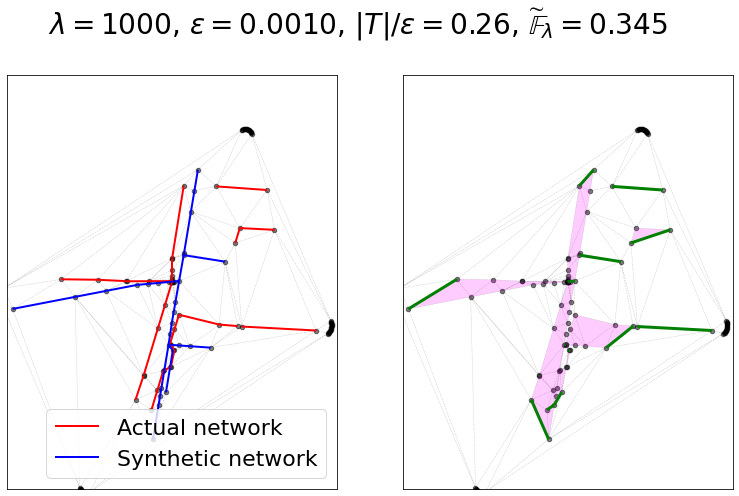 λ = 1000, ε = 0.0010, |T|/ε = 0.26, 𝔽̃_λ = 0.345
Actual network
Synthetic network